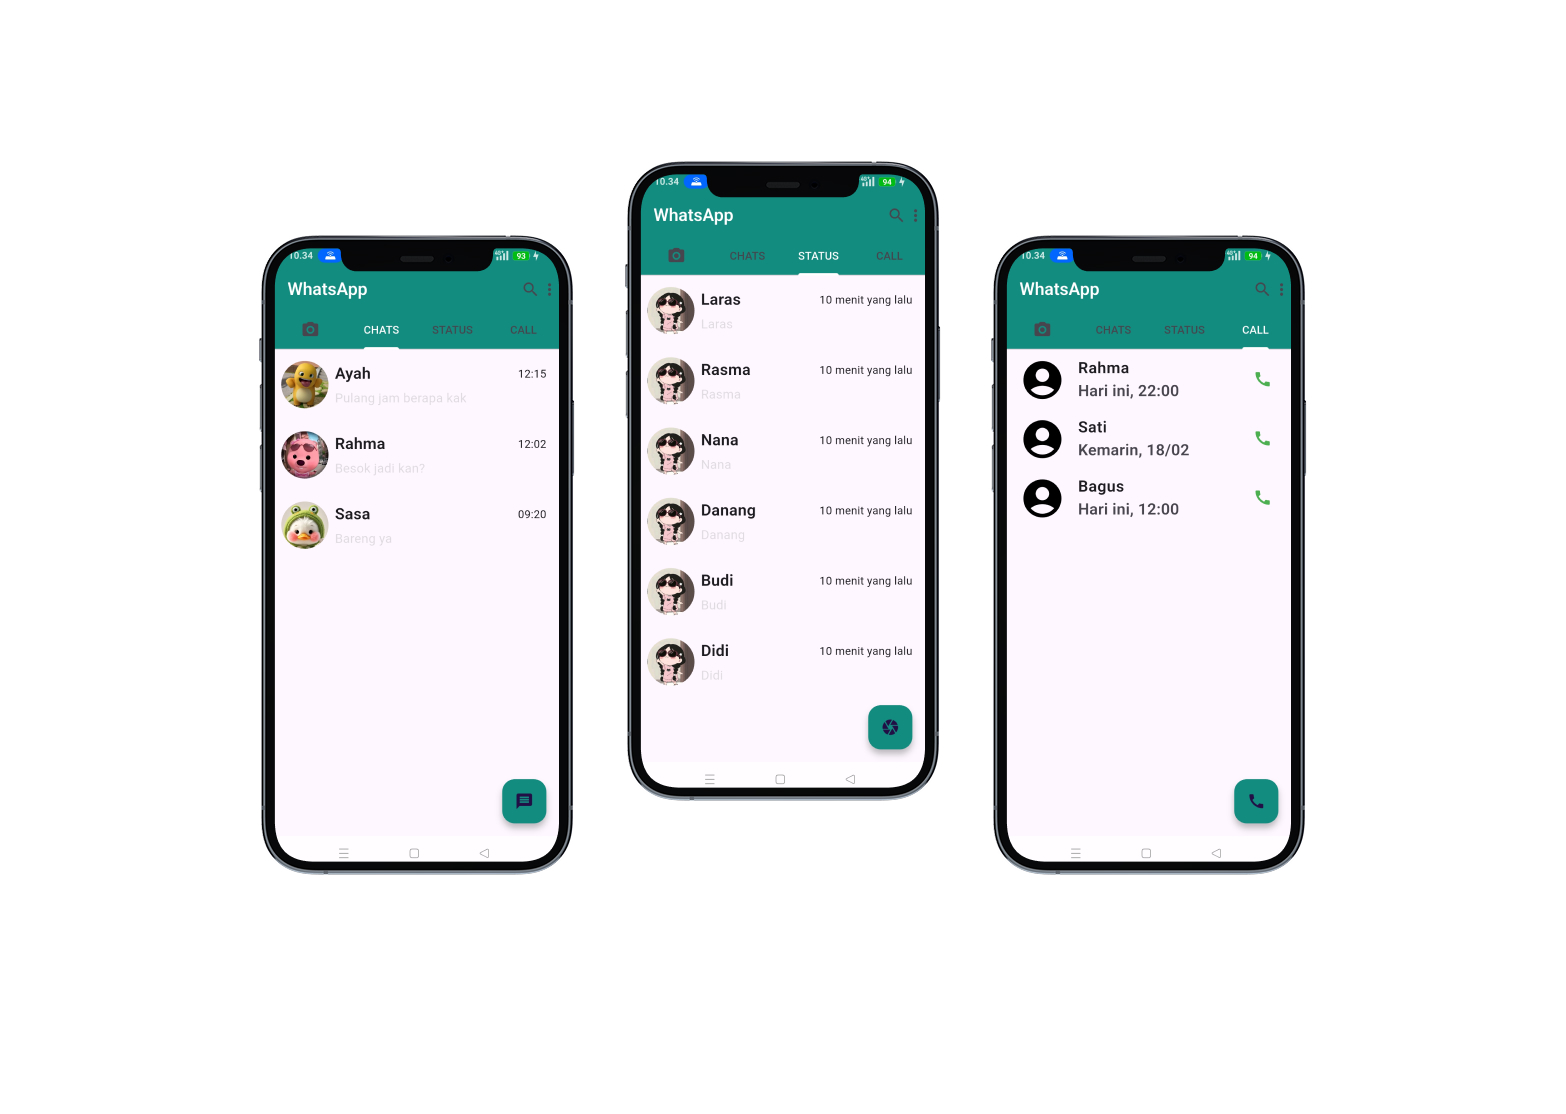 10.34 93
WhatsApp
CHATS STATUS CALL
Ayah 12:15
Pulang jam berapa kak
Rahma 12:02
Besok jadi kan?
Sasa 09:20
Bareng ya
10.34 94
WhatsApp
CHATS STATUS CALL
Laras 10 menit yang lalu
Laras
Rasma 10 menit yang lalu
Rasma
Nana 10 menit yang lalu
Nana
Danang 10 menit yang lalu
Danang
Budi 10 menit yang lalu
Budi
Didi 10 menit yang lalu
Didi
10.34 94
WhatsApp
CHATS STATUS CALL
Rahma
Hari ini, 22:00
Sati
Kemarin, 18/02
Bagus
Hari ini, 12:00